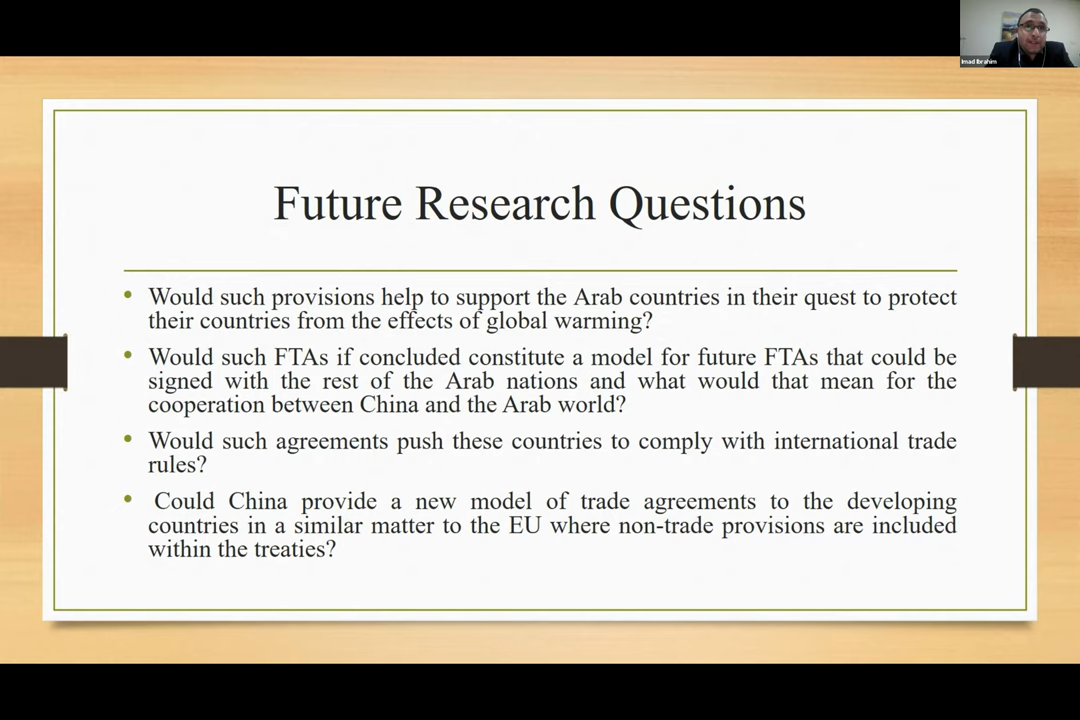 Imad Ibrahim
Future Research Questions
• Would such provisions help to support the Arab countries in their quest to protect
their countries from the effects of global warming?
• Would such FTAs if concluded constitute a model for future FTAs that could be
signed with the rest of the Arab nations and what would that mean for the
cooperation between China and the Arab world?
• Would such agreements push these countries to comply with international trade
rules?
• Could China provide a new model of trade agreements to the developing
countries in a similar matter to the EU where non-trade provisions are included
within the treaties?